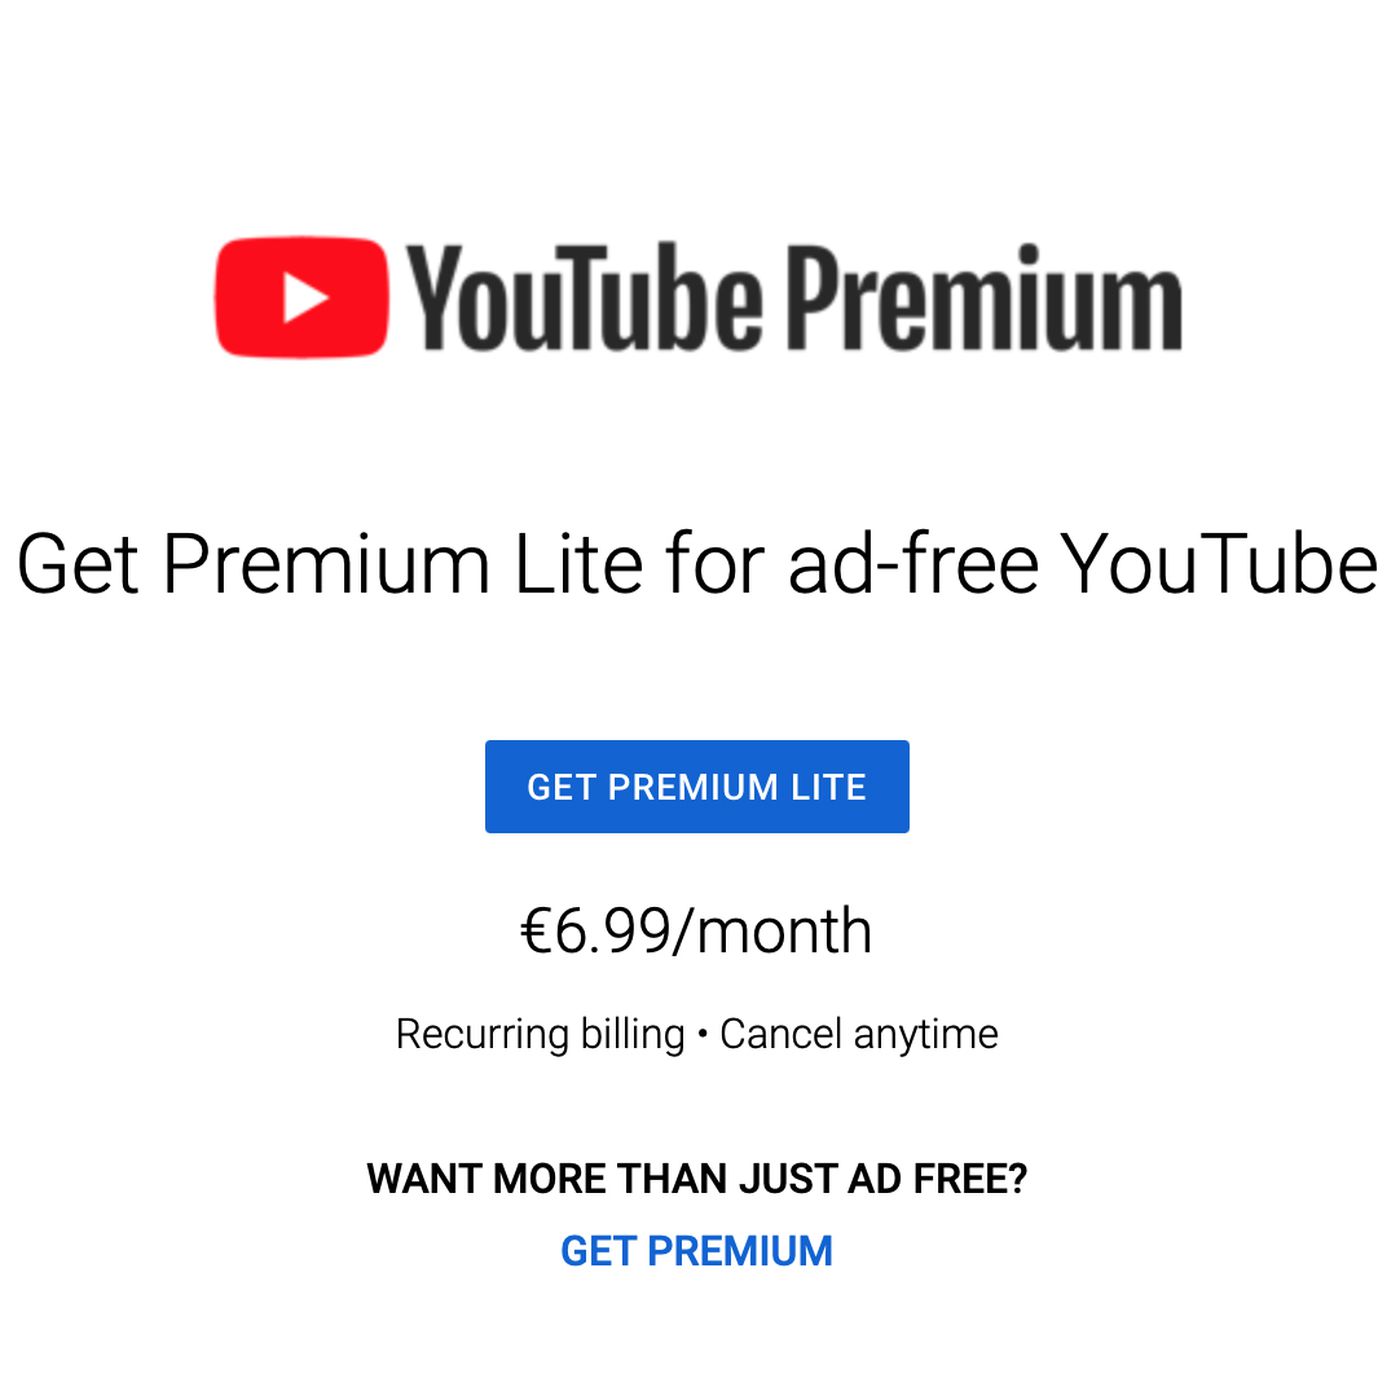 YouTube Premium
Get Premium Lite for ad-free YouTube
GET PREMIUM LITE
€6.99/month
Recurring billing • Cancel anytime
WANT MORE THAN JUST AD FREE?
GET PREMIUM